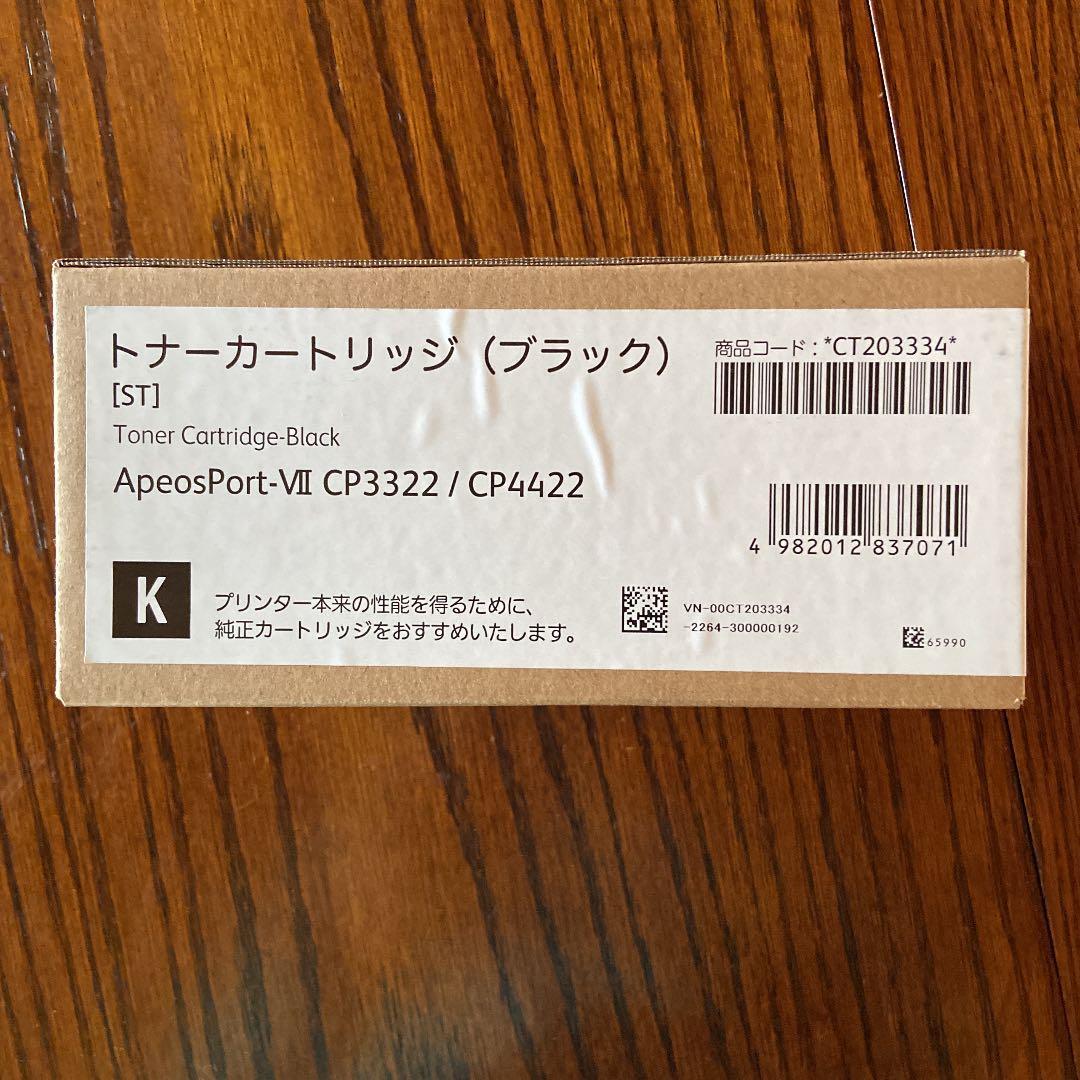 トナーカートリッジ（ブラック）
[ST]
Toner Cartridge-Black
ApeosPort-Ⅶ CP3322 / CP4422
商品コード : *CT203334*
4 982012 837071
K
プリンター本来の性能を得るために、
純正カートリッジをおすすめいたします。
VN-00CT203334
-2264-300000192
65990